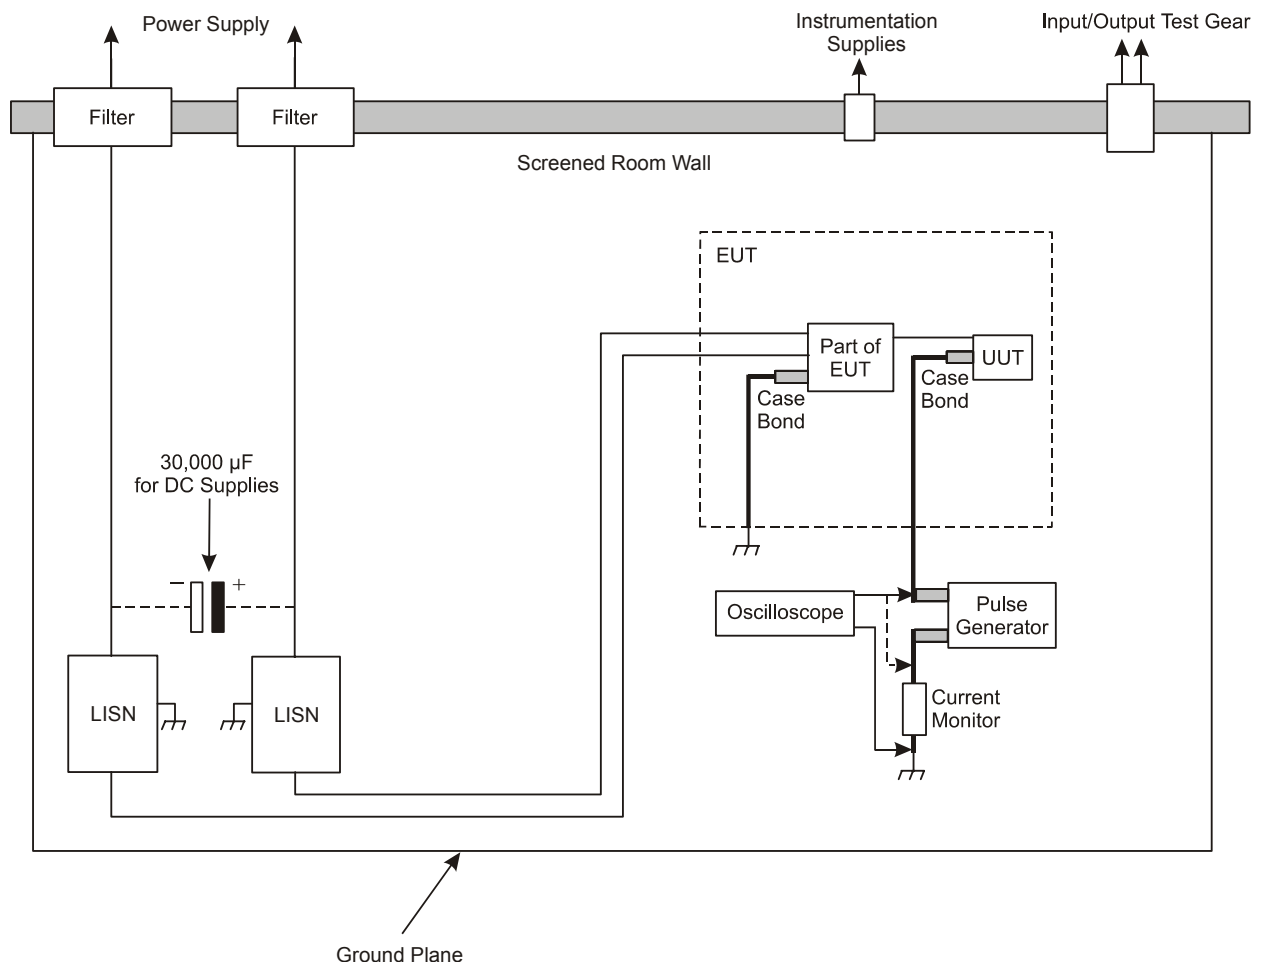 Power Supply
Instrumentation
Supplies
Input/Output Test Gear
Filter
Filter
Screened Room Wall
EUT
Part of
EUT
UUT
Case
Bond
Case
Bond
30,000 µF
for DC Supplies
− +
Oscilloscope
Pulse
Generator
LISN
LISN
Current
Monitor
Ground Plane